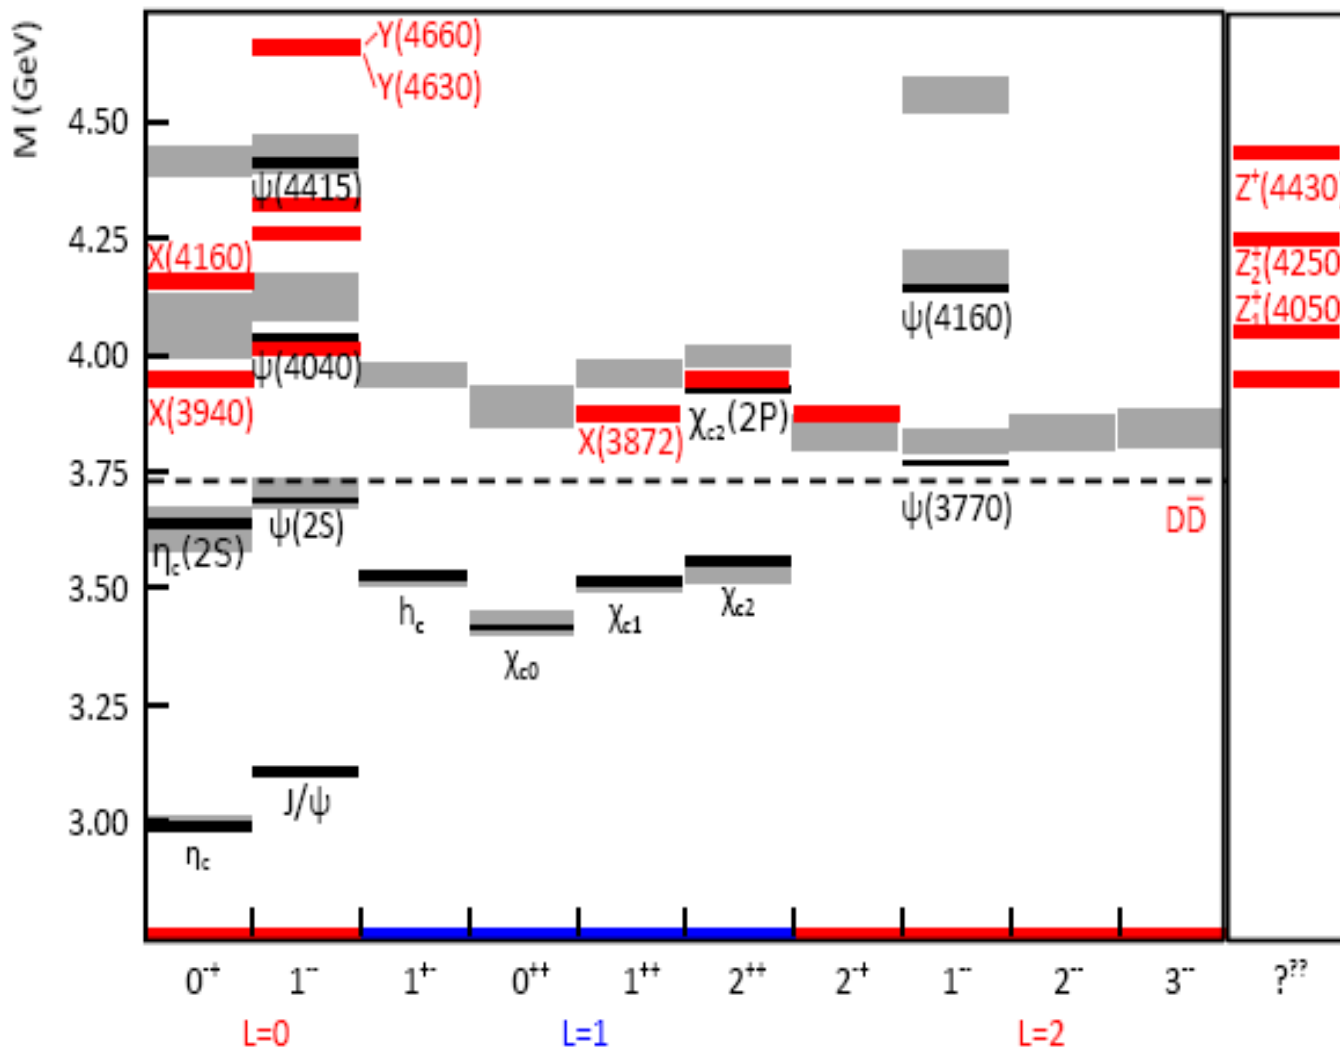 M (GeV)
Y(4660)
Y(4630)
4.50
ψ(4415)
Z⁺(4430)
4.25
X(4160)
Z₂⁺(4250
Z₁⁺(4050
ψ(4160)
4.00
ψ(4040)
X(3940)
X(3872)
χc2(2P)
3.75
ψ(3770)
DD̅
ηc(2S)
ψ(2S)
3.50
hc
χc0
χc1
χc2
3.25
J/ψ
3.00
ηc
0⁻⁺ 1⁻⁻ 1⁺⁻ 0⁺⁺ 1⁺⁺ 2⁺⁺ 2⁻⁺ 1⁻⁻ 2⁻⁻ 3⁻⁻ ?^??
L=0 L=1 L=2